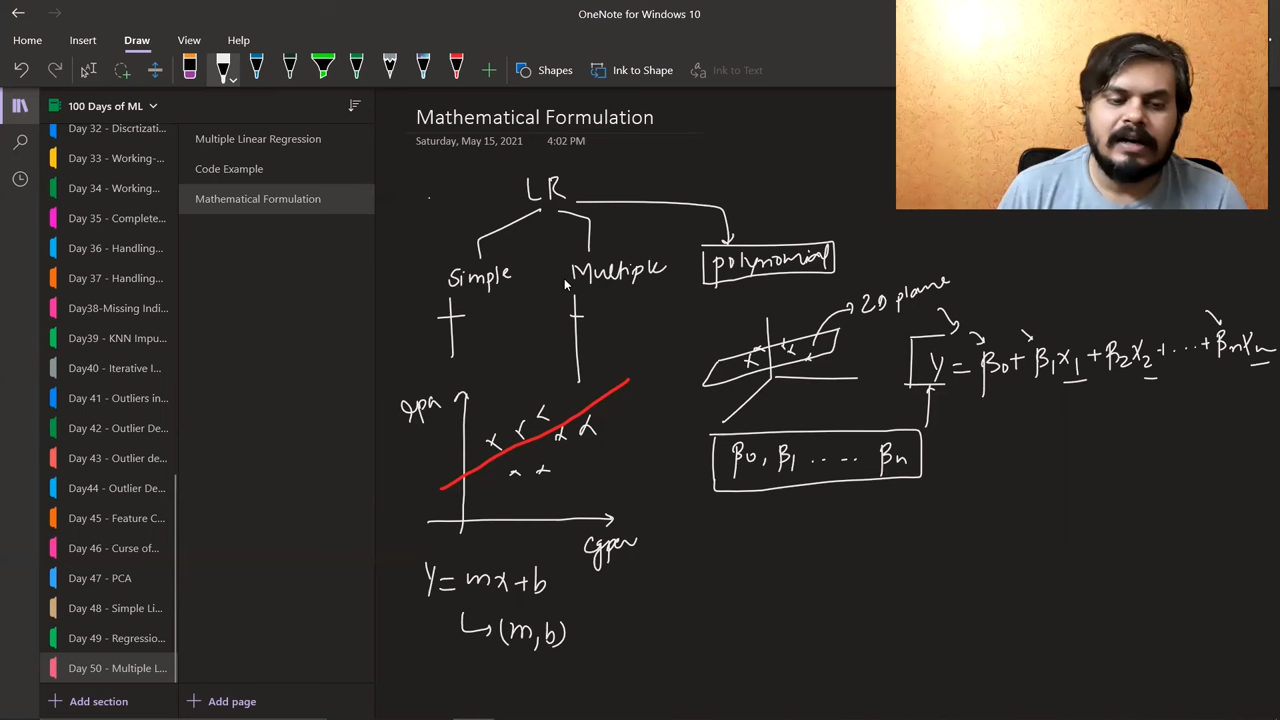 OneNote for Windows 10
Home Insert Draw View Help
Shapes Ink to Shape Ink to Text
100 Days of ML
Day 32 - Discrtization...
Day 33 - Working-...
Day 34 - Working...
Day 35 - Complete...
Day 36 - Handling...
Day 37 - Handling...
Day38-Missing Indi...
Day39 - KNN Impu...
Day40 - Iterative I...
Day 41 - Outliers in...
Day 42 - Outlier De...
Day 43 - Outlier de...
Day44 - Outlier De...
Day 45 - Feature C...
Day 46 - Curse of...
Day 47 - PCA
Day 48 - Simple Li...
Day 49 - Regressio...
Day 50 - Multiple L...
Add section
Multiple Linear Regression
Code Example
Mathematical Formulation
Add page
Mathematical Formulation
Saturday, May 15, 2021 4:02 PM
LR
Simple Multiple polynomial
2D plane
y = β0 + β1x1 + β2x2 + ... + βnxn
lpa
β0, β1 ..... βn
cgpa
Y = mx + b
(m, b)